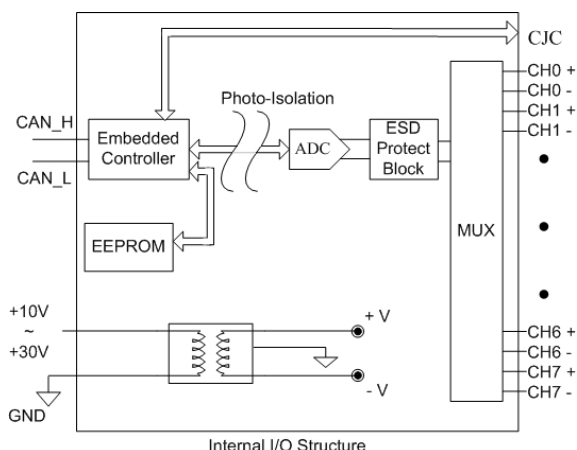 CJC
CH0 +
CH0 -
CH1 +
CH1 -
Photo-Isolation
CAN_H
CAN_L
Embedded
Controller
ADC
ESD
Protect
Block
MUX
EEPROM
+10V
~
+30V
GND
+ V
- V
CH6 +
CH6 -
CH7 +
CH7 -
Internal I/O Structure